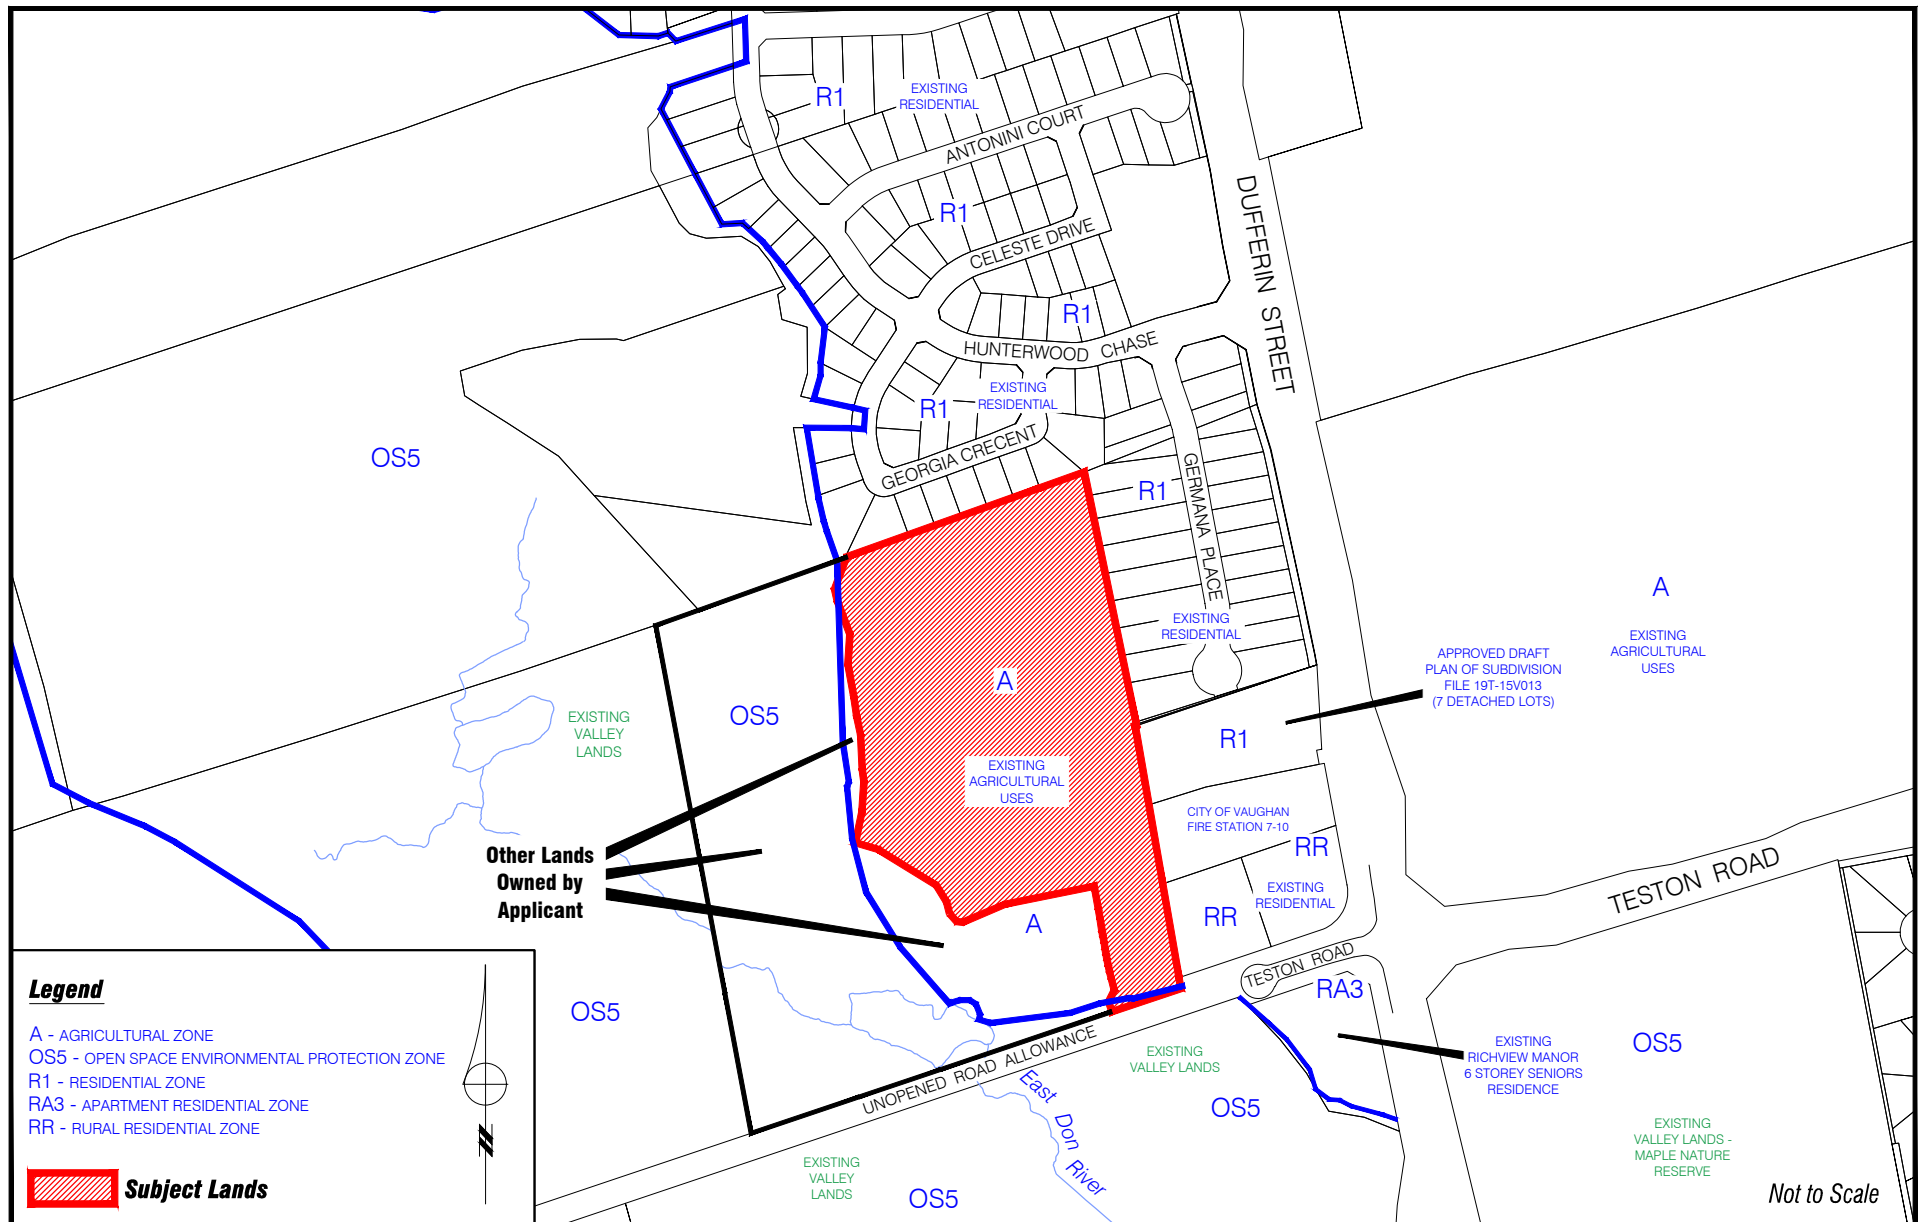 R1
EXISTING
RESIDENTIAL
ANTONINI COURT
R1
CELESTE DRIVE
DUFFERIN STREET
R1
HUNTERWOOD CHASE
EXISTING
RESIDENTIAL
R1
GEORGIA CRECENT
OS5
R1
GERMANA PLACE
A
EXISTING
AGRICULTURAL
USES
EXISTING
RESIDENTIAL
APPROVED DRAFT
PLAN OF SUBDIVISION
FILE 19T-15V013
(7 DETACHED LOTS)
A
OS5
EXISTING
VALLEY
LANDS
R1
EXISTING
AGRICULTURAL
USES
CITY OF VAUGHAN
FIRE STATION 7-10
RR
Other Lands
Owned by
Applicant
TESTON ROAD
EXISTING
RESIDENTIAL
RR
A
TESTON ROAD
RA3
OS5
EXISTING
RICHVIEW MANOR
6 STOREY SENIORS
RESIDENCE
OS5
UNOPENED ROAD ALLOWANCE
EXISTING
VALLEY LANDS
OS5
East Don River
EXISTING
VALLEY LANDS -
MAPLE NATURE
RESERVE
EXISTING
VALLEY
LANDS
OS5
Legend
A - AGRICULTURAL ZONE
OS5 - OPEN SPACE ENVIRONMENTAL PROTECTION ZONE
R1 - RESIDENTIAL ZONE
RA3 - APARTMENT RESIDENTIAL ZONE
RR - RURAL RESIDENTIAL ZONE
Subject Lands
Not to Scale